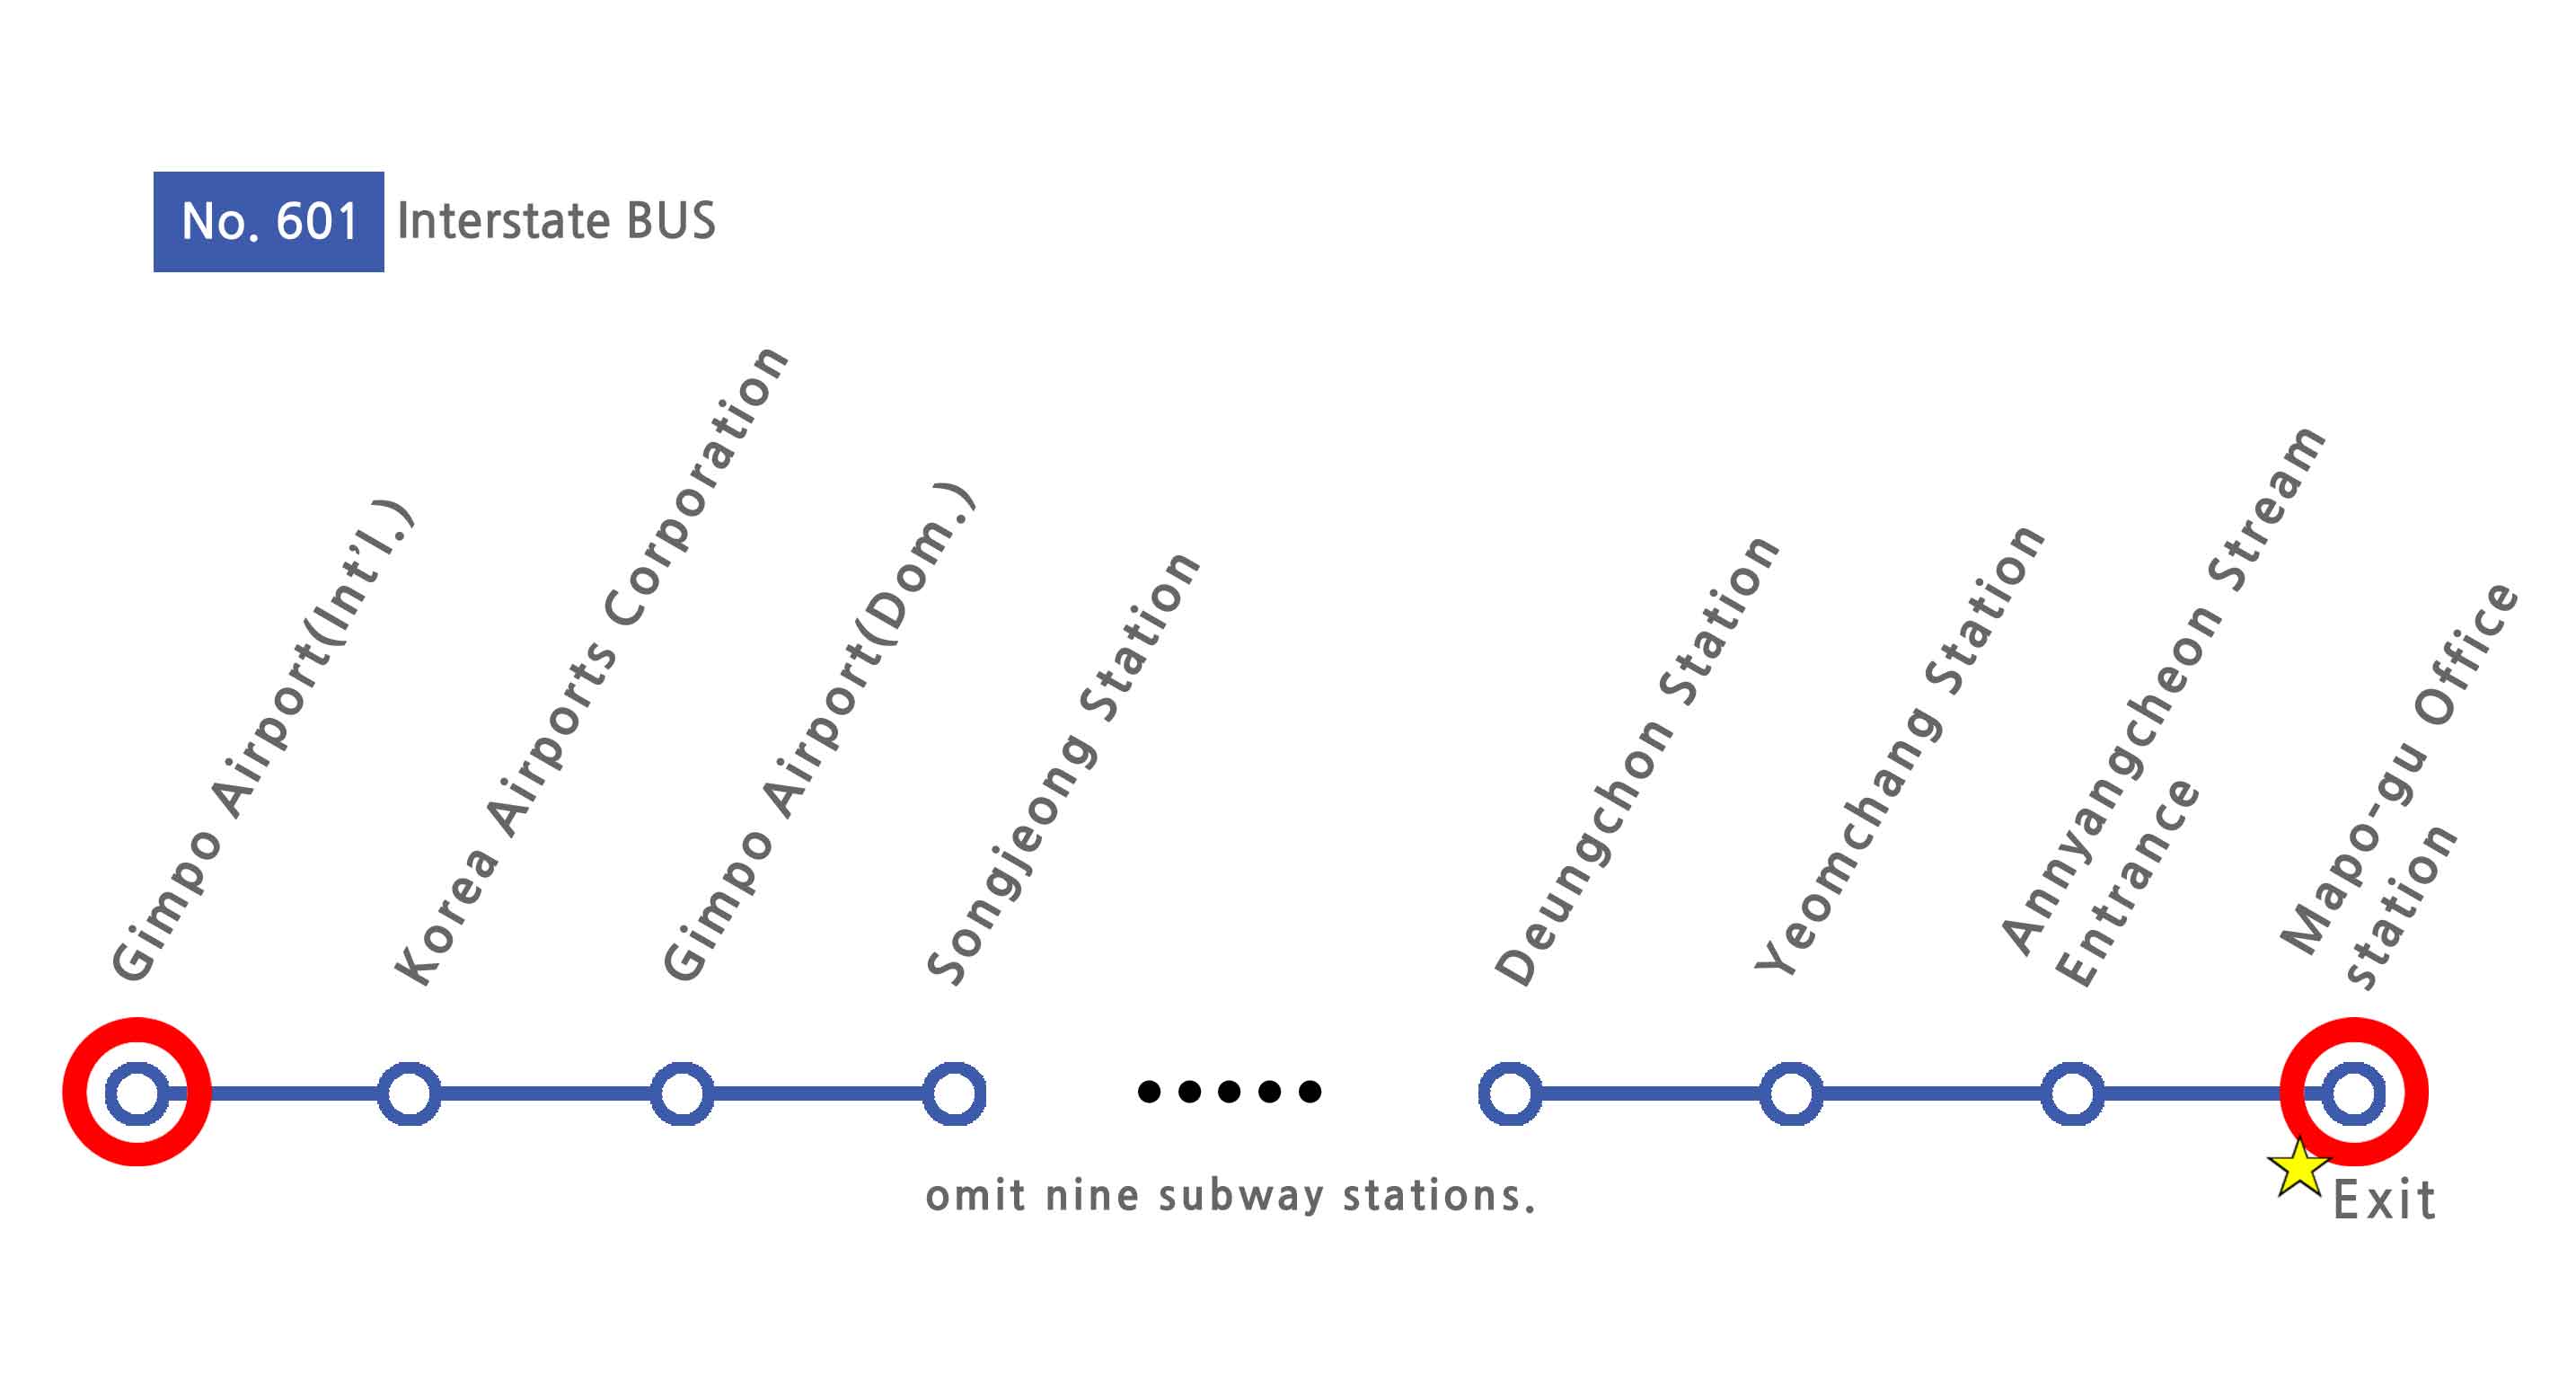 No. 601 Interstate BUS
Gimpo Airport(Int'l.)
Korea Airports Corporation
Gimpo Airport(Dom.)
Songjeong Station
Deungchon Station
Yeomchang Station
Annyangcheon Stream
Entrance
Mapo-gu Office
station
omit nine subway stations.
Exit